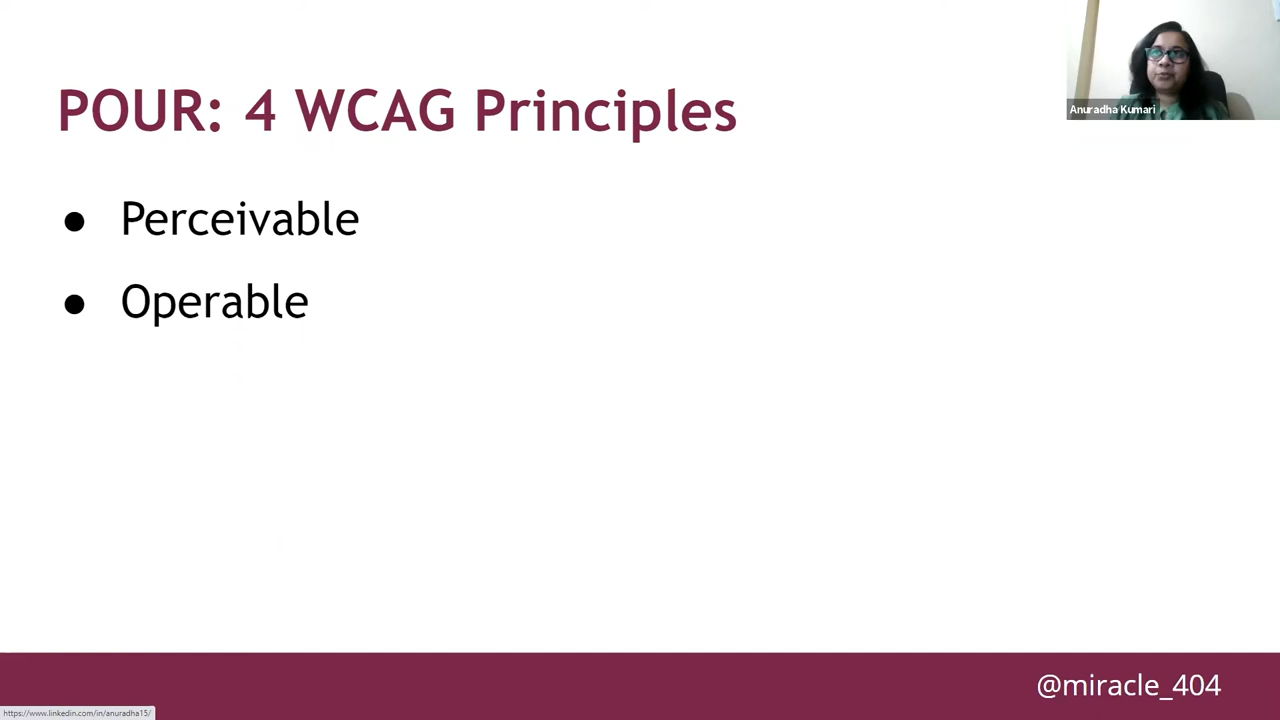 POUR: 4 WCAG Principles
Anuradha Kumari
● Perceivable
● Operable
@miracle_404
https://www.linkedin.com/in/anuradha15/